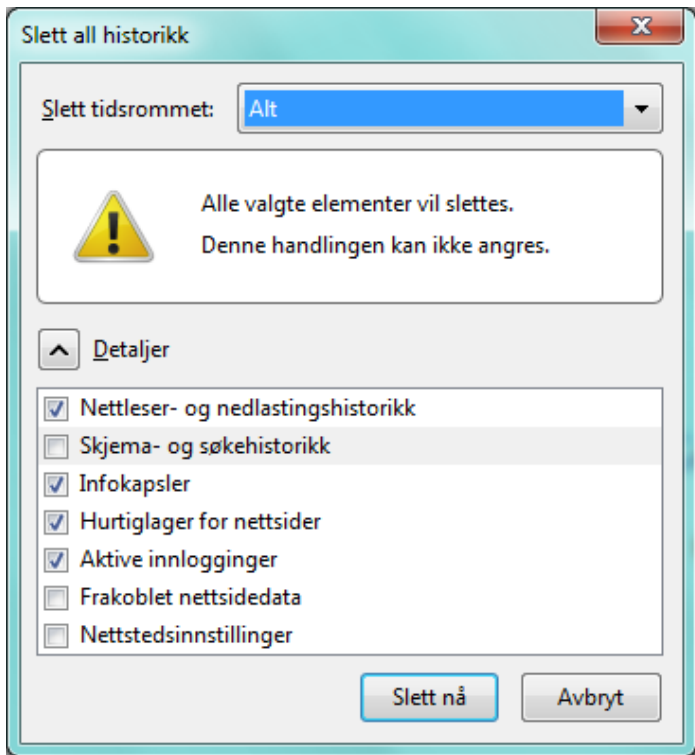 Slett all historikk
Slett tidsrommet: Alt
Alle valgte elementer vil slettes.
Denne handlingen kan ikke angres.
Detaljer
Nettleser- og nedlastingshistorikk
Skjema- og søkehistorikk
Infokapsler
Hurtiglager for nettsider
Aktive innlogginger
Frakoblet nettsidedata
Nettstedsinnstillinger
Slett nå Avbryt